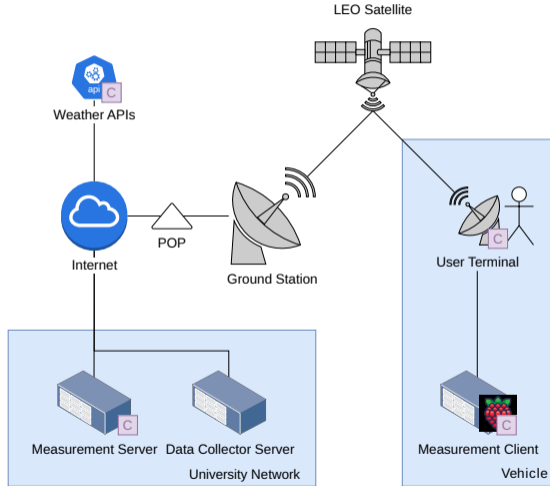 LEO Satellite
api
C
Weather APIs
Internet
POP
Ground Station
C
User Terminal
C
Measurement Server
Data Collector Server
University Network
C
Measurement Client
Vehicle